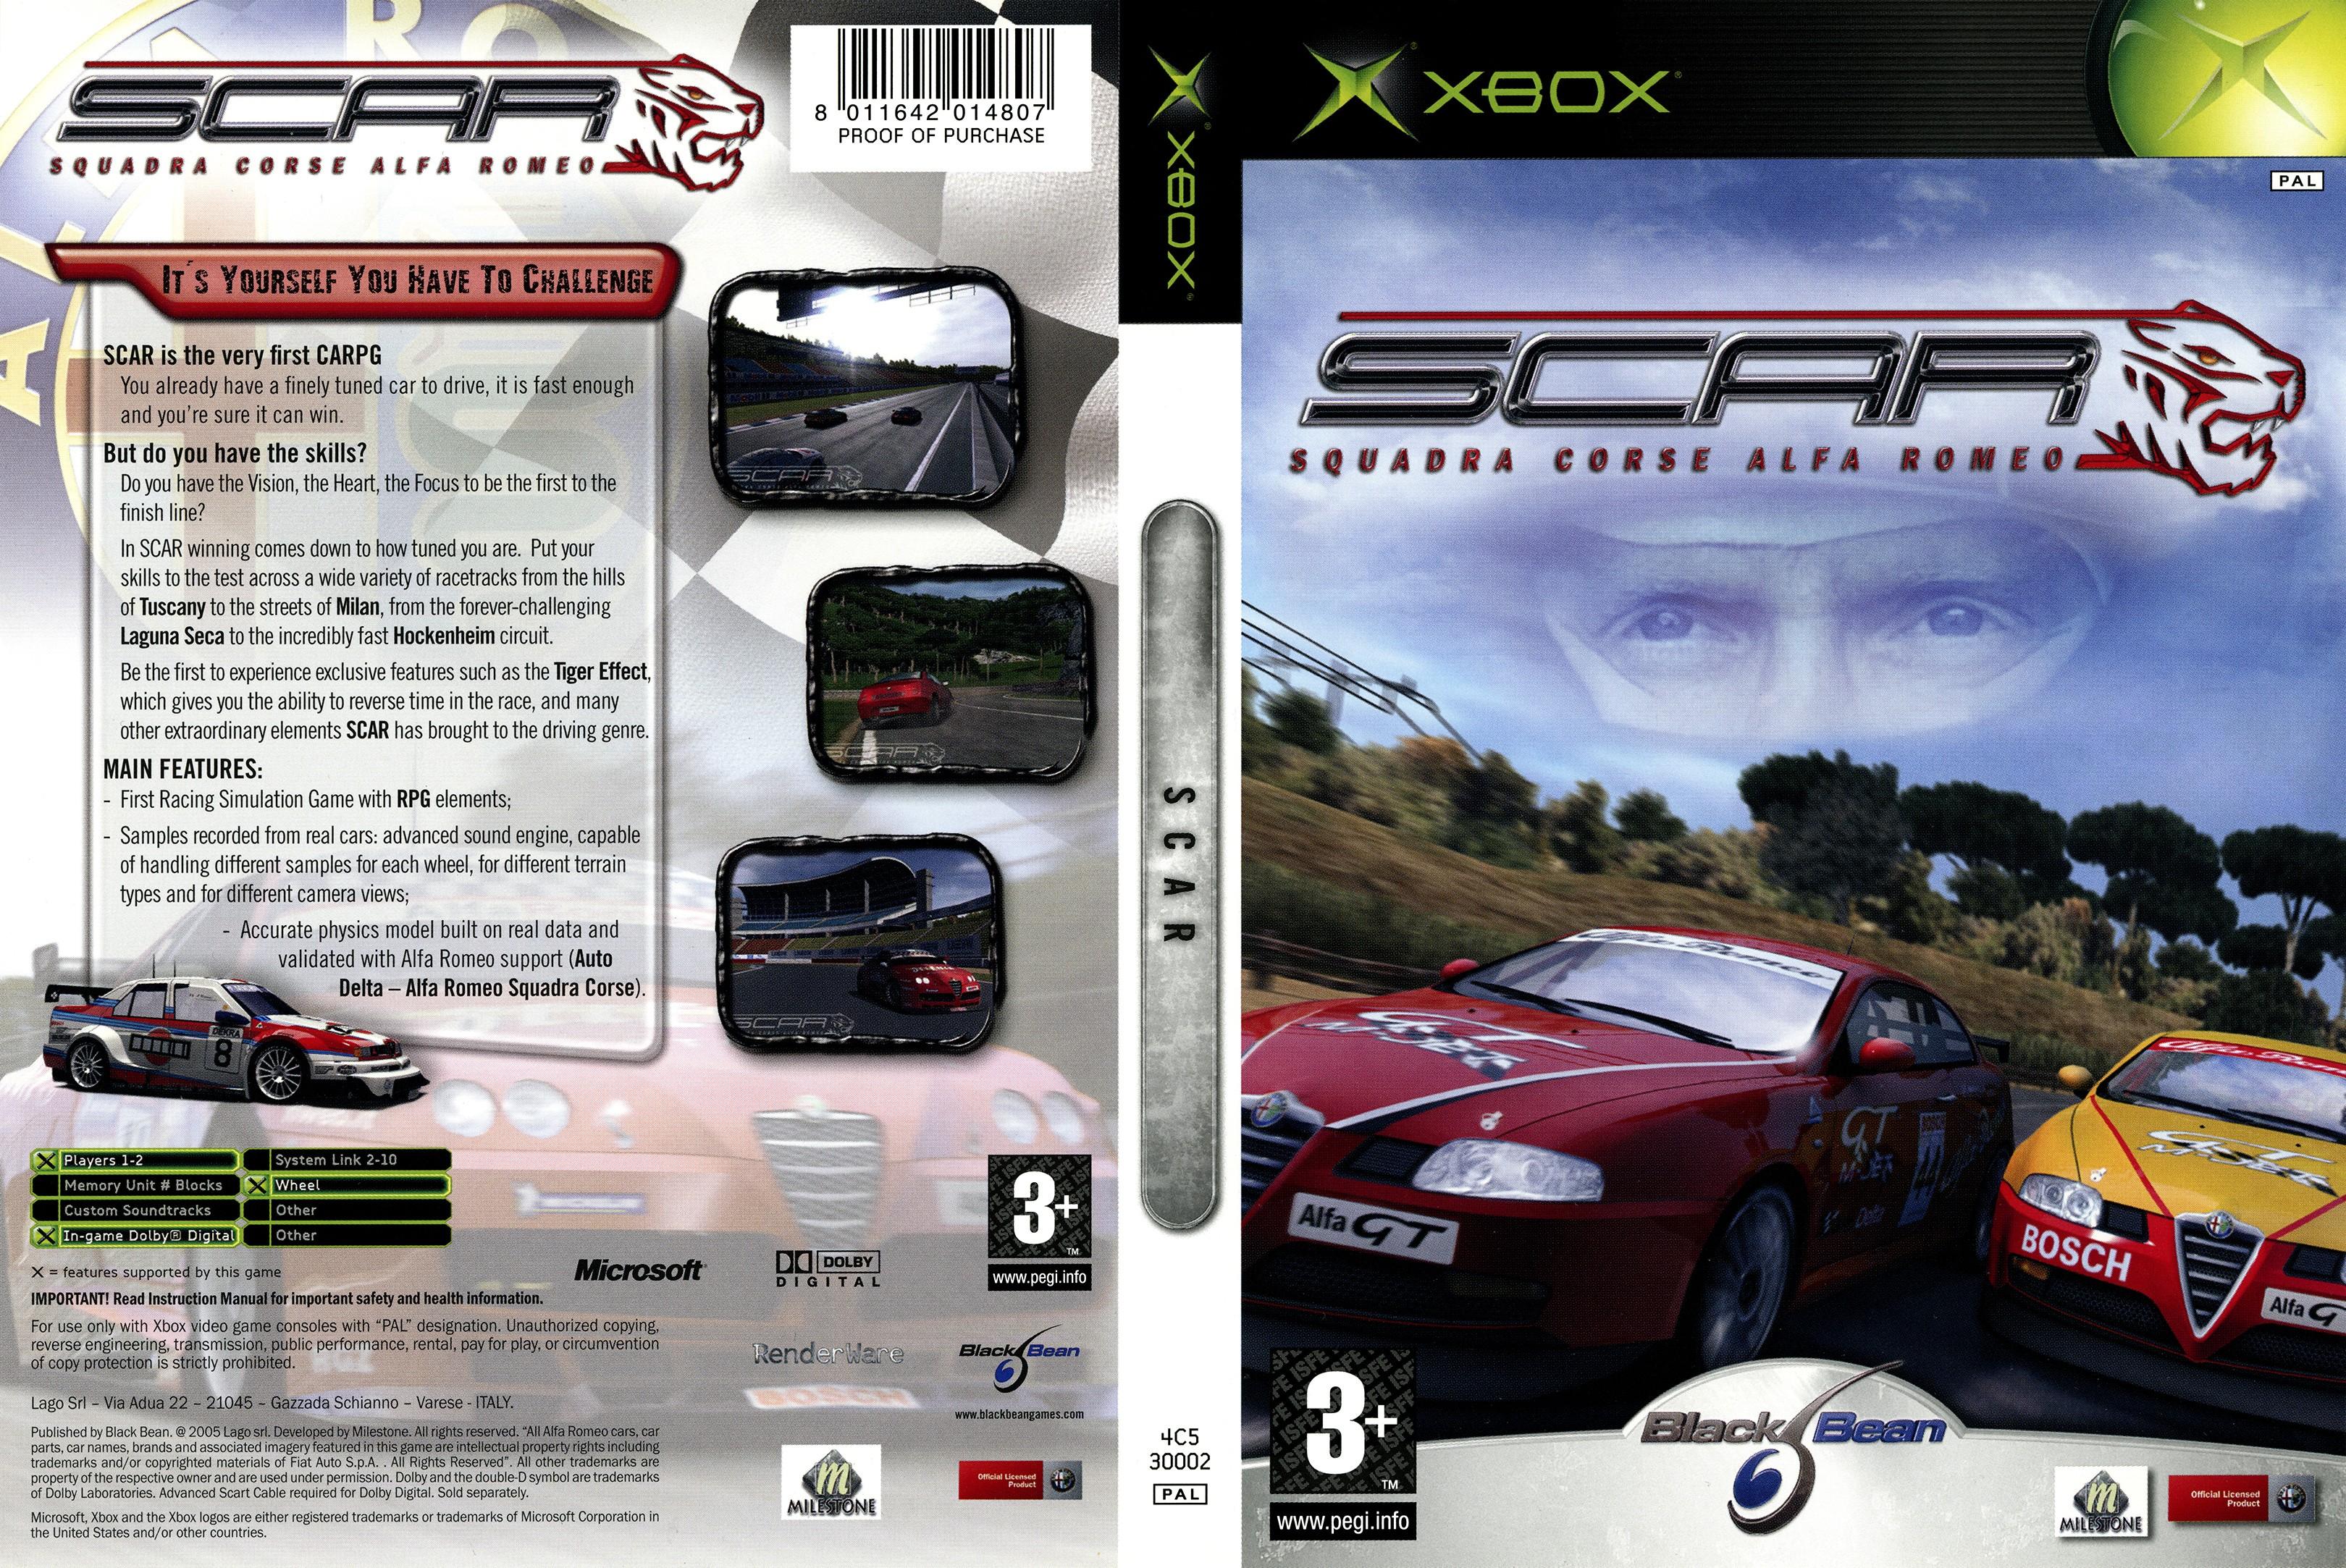 SCAR
SQUADRA CORSE ALFA ROMEO
8 011642 014807
PROOF OF PURCHASE
IT´S YOURSELF YOU HAVE TO CHALLENGE
SCAR is the very first CARPG
You already have a finely tuned car to drive, it is fast enough
and you're sure it can win.
But do you have the skills?
Do you have the Vision, the Heart, the Focus to be the first to the
finish line?
In SCAR winning comes down to how tuned you are. Put your
skills to the test across a wide variety of racetracks from the hills
of Tuscany to the streets of Milan, from the forever-challenging
Laguna Seca to the incredibly fast Hockenheim circuit.
Be the first to experience exclusive features such as the Tiger Effect,
which gives you the ability to reverse time in the race, and many
other extraordinary elements SCAR has brought to the driving genre.
MAIN FEATURES:
- First Racing Simulation Game with RPG elements;
- Samples recorded from real cars: advanced sound engine, capable
of handling different samples for each wheel, for different terrain
types and for different camera views;
- Accurate physics model built on real data and
validated with Alfa Romeo support (Auto
Delta – Alfa Romeo Squadra Corse).
SCAR
SCAR
SCAR
DEKRA
8
Players 1-2
System Link 2-10
Memory Unit # Blocks
Wheel
Custom Soundtracks
Other
In-game Dolby® Digital
Other
X = features supported by this game
IMPORTANT! Read Instruction Manual for important safety and health information.
For use only with Xbox video game consoles with “PAL” designation. Unauthorized copying,
reverse engineering, transmission, public performance, rental, pay for play, or circumvention
of copy protection is strictly prohibited.
Lago Srl – Via Adua 22 – 21045 – Gazzada Schianno – Varese - ITALY.
Published by Black Bean. @ 2005 Lago srl. Developed by Milestone. All rights reserved. “All Alfa Romeo cars, car
parts, car names, brands and associated imagery featured in this game are intellectual property rights including
trademarks and/or copyrighted materials of Fiat Auto S.p.A. . All Rights Reserved”. All other trademarks are
property of the respective owner and are used under permission. Dolby and the double-D symbol are trademarks
of Dolby Laboratories. Advanced Scart Cable required for Dolby Digital. Sold separately.
Microsoft, Xbox and the Xbox logos are either registered trademarks or trademarks of Microsoft Corporation in
the United States and/or other countries.
Microsoft
DOLBY
DIGITAL
3+
™
www.pegi.info
RenderWare
Black Bean
www.blackbeangames.com
m
MILESTONE
Official Licensed
Product
XBOX
SCAR
4C5
30002
PAL
XBOX
PAL
SCAR
SQUADRA CORSE ALFA ROMEO
Alfa Romeo
GT
M-JET
GT
M-JET
BOSCH
Alfa GT
Alfa Romeo
GT
M-JET
BOSCH
Alfa G
3+
™
www.pegi.info
Black Bean
m
MILESTONE
Official Licensed
Product